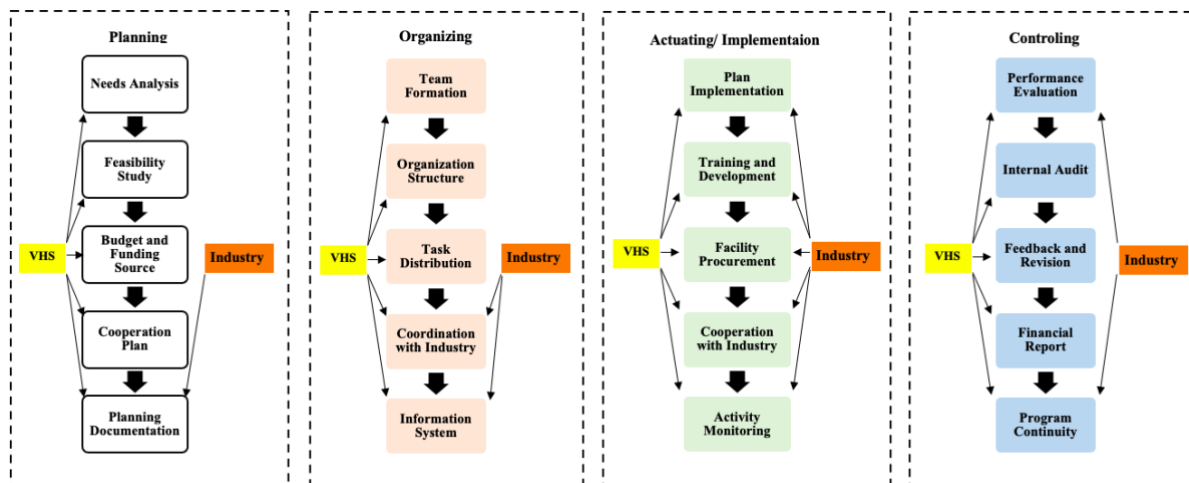 Planning
Needs Analysis
Feasibility
Study
Budget and
Funding
Source
VHS
Industry
Cooperation
Plan
Planning
Documentation
Organizing
Team
Formation
Organization
Structure
Task
Distribution
VHS
Industry
Coordination
with Industry
Information
System
Actuating/ Implementaion
Plan
Implementation
Training and
Development
Facility
Procurement
VHS
Industry
Cooperation
with Industry
Activity
Monitoring
Controling
Performance
Evaluation
Internal Audit
Feedback and
Revision
VHS
Industry
Financial
Report
Program
Continuity